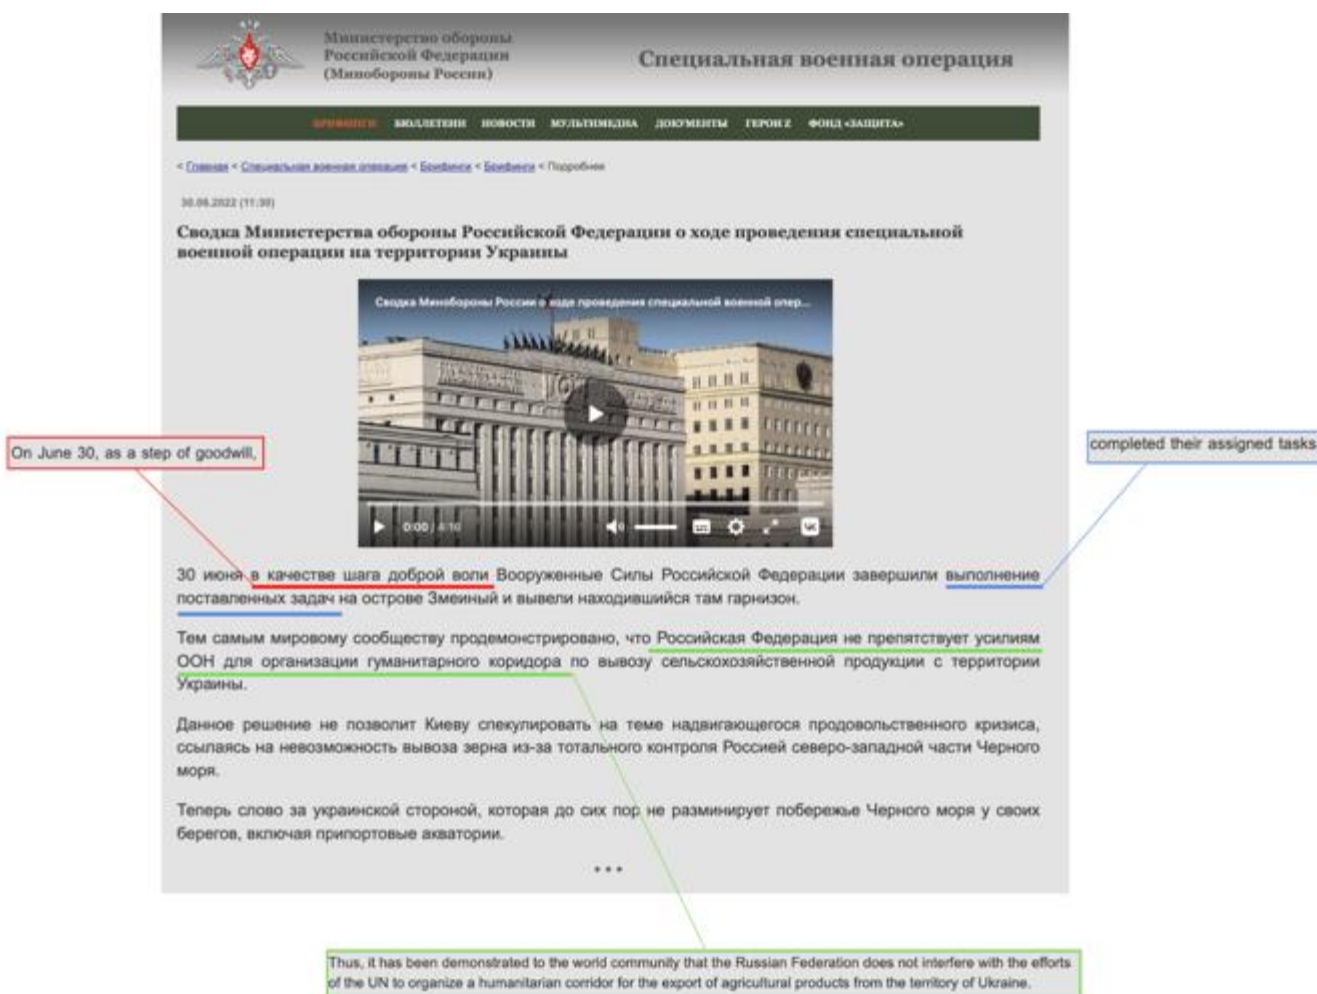 Министерство обороны
Российской Федерации
(Минобороны России)
Специальная военная операция
БРИФИНГИ БЮЛЛЕТЕНИ НОВОСТИ МУЛЬТИМЕДИА ДОКУМЕНТЫ ГЕРОИ Z ФОНД «ЗАЩИТА»
< Главная < Специальная военная операция < Брифинги < Брифинги < Подробнее
30.06.2022 (11:30)
Сводка Министерства обороны Российской Федерации о ходе проведения специальной
военной операции на территории Украины
Сводка Минобороны России о ходе проведения специальной военной опер...
On June 30, as a step of goodwill,
completed their assigned tasks
0:00 / 4:16
30 июня в качестве шага доброй воли Вооруженные Силы Российской Федерации завершили выполнение
поставленных задач на острове Змеиный и вывели находившийся там гарнизон.
Тем самым мировому сообществу продемонстрировано, что Российская Федерация не препятствует усилиям
ООН для организации гуманитарного коридора по вывозу сельскохозяйственной продукции с территории
Украины.
Данное решение не позволит Киеву спекулировать на теме надвигающегося продовольственного кризиса,
ссылаясь на невозможность вывоза зерна из-за тотального контроля Россией северо-западной части Черного
моря.
Теперь слово за украинской стороной, которая до сих пор не разминирует побережье Черного моря у своих
берегов, включая припортовые акватории.
* * *
Thus, it has been demonstrated to the world community that the Russian Federation does not interfere with the efforts
of the UN to organize a humanitarian corridor for the export of agricultural products from the territory of Ukraine.